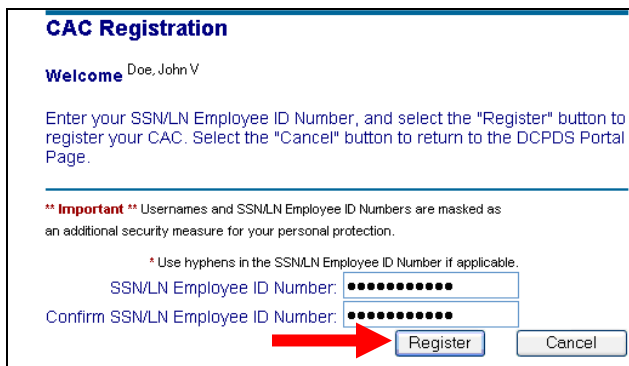 CAC Registration
Welcome Doe, John V
Enter your SSN/LN Employee ID Number, and select the "Register" button to
register your CAC. Select the "Cancel" button to return to the DCPDS Portal
Page.
** Important ** Usernames and SSN/LN Employee ID Numbers are masked as
an additional security measure for your personal protection.
* Use hyphens in the SSN/LN Employee ID Number if applicable.
SSN/LN Employee ID Number: ●●●●●●●●●●●
Confirm SSN/LN Employee ID Number: ●●●●●●●●●●●
Register Cancel